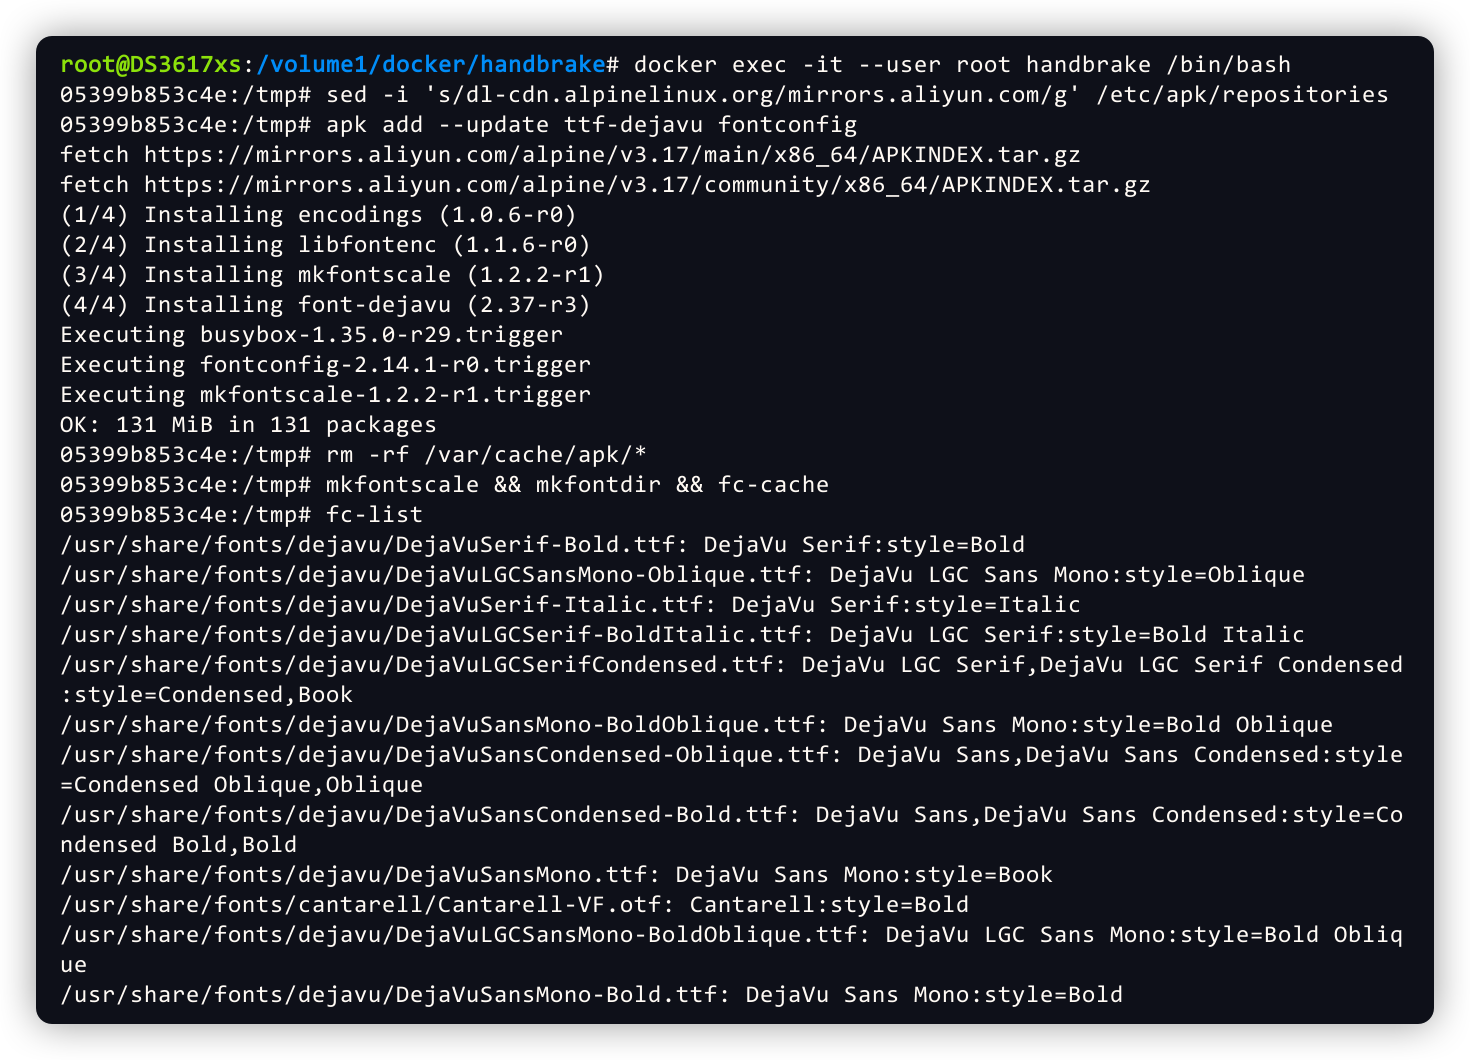 root@DS3617xs:/volume1/docker/handbrake# docker exec -it --user root handbrake /bin/bash
05399b853c4e:/tmp# sed -i 's/dl-cdn.alpinelinux.org/mirrors.aliyun.com/g' /etc/apk/repositories
05399b853c4e:/tmp# apk add --update ttf-dejavu fontconfig
fetch https://mirrors.aliyun.com/alpine/v3.17/main/x86_64/APKINDEX.tar.gz
fetch https://mirrors.aliyun.com/alpine/v3.17/community/x86_64/APKINDEX.tar.gz
(1/4) Installing encodings (1.0.6-r0)
(2/4) Installing libfontenc (1.1.6-r0)
(3/4) Installing mkfontscale (1.2.2-r1)
(4/4) Installing font-dejavu (2.37-r3)
Executing busybox-1.35.0-r29.trigger
Executing fontconfig-2.14.1-r0.trigger
Executing mkfontscale-1.2.2-r1.trigger
OK: 131 MiB in 131 packages
05399b853c4e:/tmp# rm -rf /var/cache/apk/*
05399b853c4e:/tmp# mkfontscale && mkfontdir && fc-cache
05399b853c4e:/tmp# fc-list
/usr/share/fonts/dejavu/DejaVuSerif-Bold.ttf: DejaVu Serif:style=Bold
/usr/share/fonts/dejavu/DejaVuLGCSansMono-Oblique.ttf: DejaVu LGC Sans Mono:style=Oblique
/usr/share/fonts/dejavu/DejaVuSerif-Italic.ttf: DejaVu Serif:style=Italic
/usr/share/fonts/dejavu/DejaVuLGCSerif-BoldItalic.ttf: DejaVu LGC Serif:style=Bold Italic
/usr/share/fonts/dejavu/DejaVuLGCSerifCondensed.ttf: DejaVu LGC Serif,DejaVu LGC Serif Condensed
:style=Condensed,Book
/usr/share/fonts/dejavu/DejaVuSansMono-BoldOblique.ttf: DejaVu Sans Mono:style=Bold Oblique
/usr/share/fonts/dejavu/DejaVuSansCondensed-Oblique.ttf: DejaVu Sans,DejaVu Sans Condensed:style
=Condensed Oblique,Oblique
/usr/share/fonts/dejavu/DejaVuSansCondensed-Bold.ttf: DejaVu Sans,DejaVu Sans Condensed:style=Co
ndensed Bold,Bold
/usr/share/fonts/dejavu/DejaVuSansMono.ttf: DejaVu Sans Mono:style=Book
/usr/share/fonts/cantarell/Cantarell-VF.otf: Cantarell:style=Bold
/usr/share/fonts/dejavu/DejaVuLGCSansMono-BoldOblique.ttf: DejaVu LGC Sans Mono:style=Bold Obliq
ue
/usr/share/fonts/dejavu/DejaVuSansMono-Bold.ttf: DejaVu Sans Mono:style=Bold